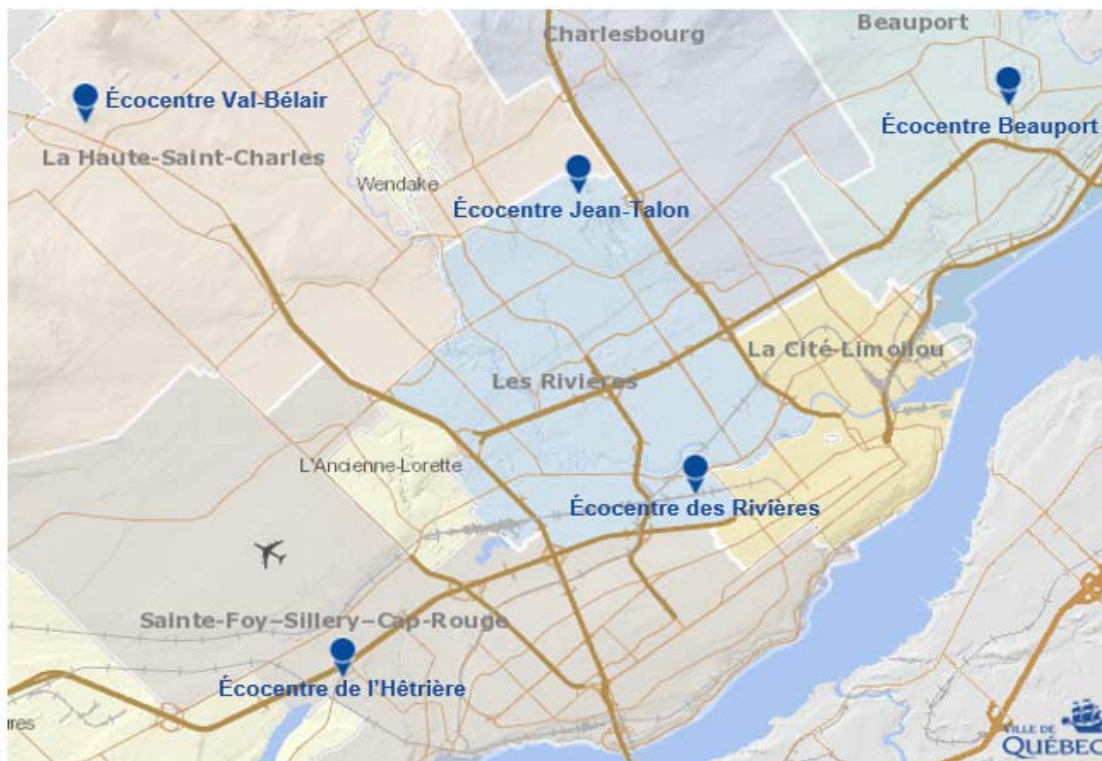 Charlesbourg
Beauport
Écocentre Val-Bélair
La Haute-Saint-Charles
Écocentre Beauport
Wendake
Écocentre Jean-Talon
La Cité-Limoilou
Les Rivières
L'Ancienne-Lorette
Écocentre des Rivières
Sainte-Foy–Sillery–Cap-Rouge
Écocentre de l'Hêtrière
ures
VILLE DE
QUÉBEC